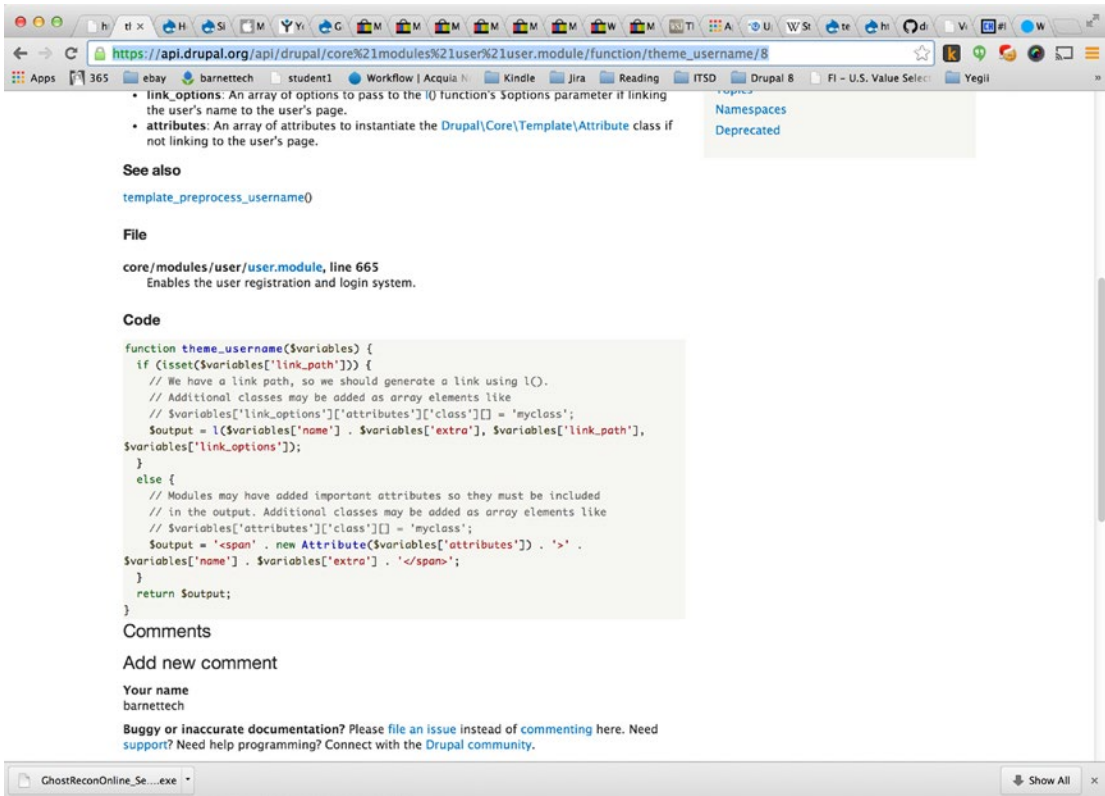 h
tl ×
H
Si
M
Yı
G
M
M
M
M
M
M
W
M
TI
A
U
St
te
hı
dı
Vı
#I
W
https://api.drupal.org/api/drupal/core%21modules%21user%21user.module/function/theme_username/8
Apps
365
ebay
barnettech
student1
Workflow | Acquia N
Kindle
Jira
Reading
ITSD
Drupal 8
FI – U.S. Value Select
Yegii
»
• link_options: An array of options to pass to the l() function's $options parameter if linking
the user's name to the user's page.
• attributes: An array of attributes to instantiate the Drupal\Core\Template\Attribute class if
not linking to the user's page.
Topics
Namespaces
Deprecated
See also
template_preprocess_username()
File
core/modules/user/user.module, line 665
Enables the user registration and login system.
Code
function theme_username($variables) {
if (isset($variables['link_path'])) {
// We have a link path, so we should generate a link using l().
// Additional classes may be added as array elements like
// $variables['link_options']['attributes']['class'][] = 'myclass';
$output = l($variables['name'] . $variables['extra'], $variables['link_path'],
$variables['link_options']);
}
else {
// Modules may have added important attributes so they must be included
// in the output. Additional classes may be added as array elements like
// $variables['attributes']['class'][] = 'myclass';
$output = '<span' . new Attribute($variables['attributes']) . '>' .
$variables['name'] . $variables['extra'] . '</span>';
}
return $output;
}
Comments
Add new comment
Your name
barnettech
Buggy or inaccurate documentation? Please file an issue instead of commenting here. Need
support? Need help programming? Connect with the Drupal community.
GhostReconOnline_Se....exe
Show All
×